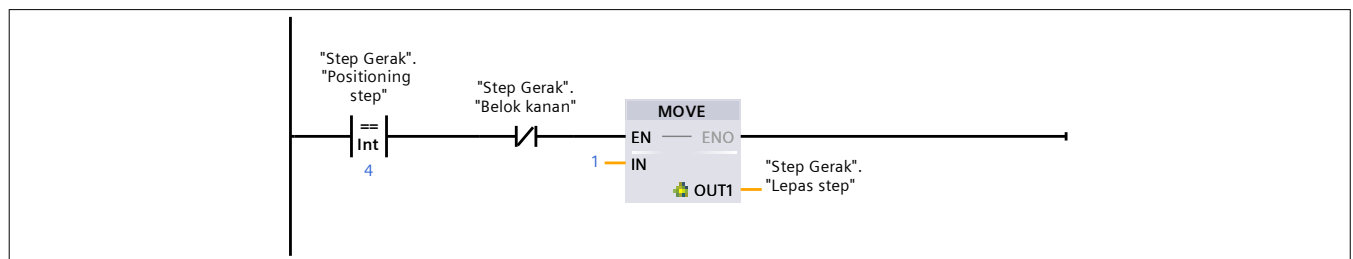 "Step Gerak".
"Positioning
step"
==
Int
4
"Step Gerak".
"Belok kanan"
MOVE
EN
ENO
1
IN
OUT1
"Step Gerak".
"Lepas step"